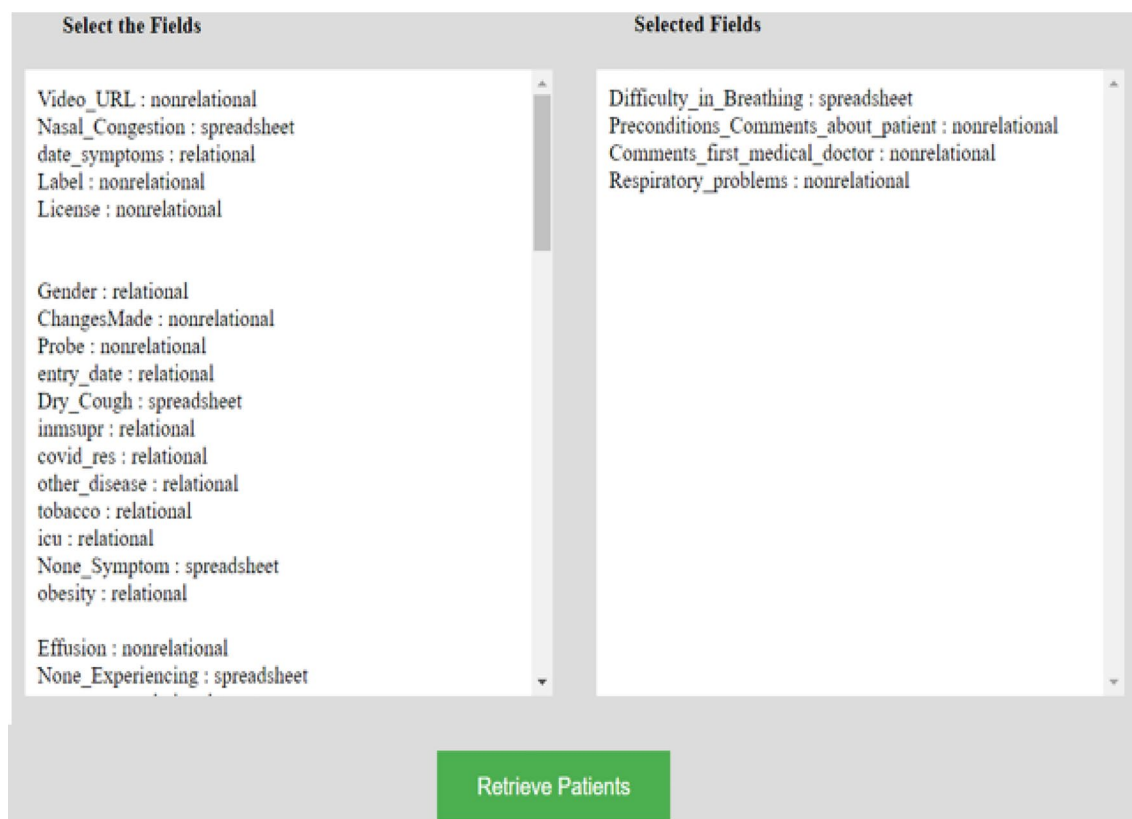 Select the Fields
Video_URL : nonrelational
Nasal_Congestion : spreadsheet
date_symptoms : relational
Label : nonrelational
License : nonrelational
Gender : relational
ChangesMade : nonrelational
Probe : nonrelational
entry_date : relational
Dry_Cough : spreadsheet
inmsupr : relational
covid_res : relational
other_disease : relational
tobacco : relational
icu : relational
None_Symptom : spreadsheet
obesity : relational
Effusion : nonrelational
None_Experiencing : spreadsheet
Selected Fields
Difficulty_in_Breathing : spreadsheet
Preconditions_Comments_about_patient : nonrelational
Comments_first_medical_doctor : nonrelational
Respiratory_problems : nonrelational
Retrieve Patients